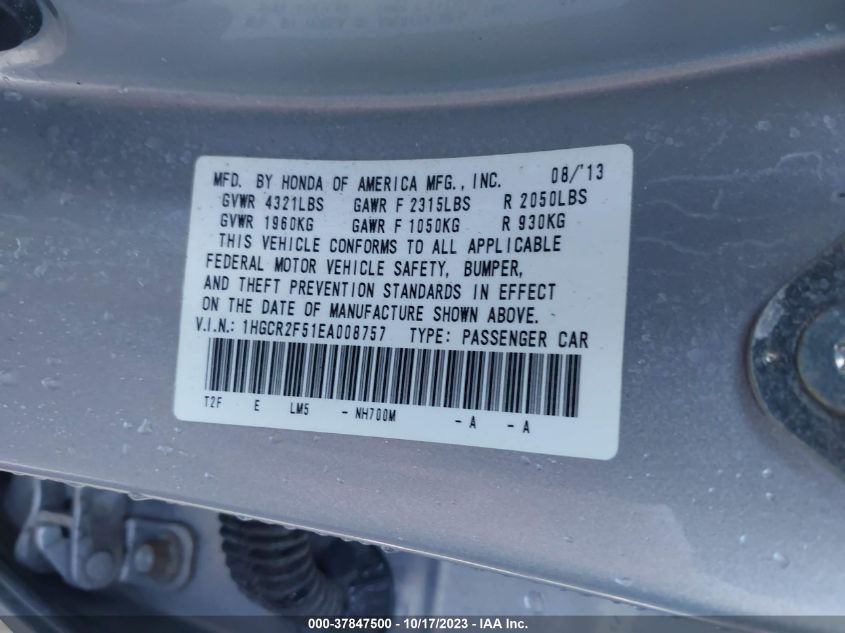 MFD. BY HONDA OF AMERICA MFG., INC. 08/'13
GVWR 4321LBS GAWR F 2315LBS R 2050LBS
GVWR 1960KG GAWR F 1050KG R 930KG
THIS VEHICLE CONFORMS TO ALL APPLICABLE
FEDERAL MOTOR VEHICLE SAFETY, BUMPER,
AND THEFT PREVENTION STANDARDS IN EFFECT
ON THE DATE OF MANUFACTURE SHOWN ABOVE.
V.I.N.: 1HGCR2F51EA008757 TYPE: PASSENGER CAR
T2F E LM5 - NH700M - A - A
000-37847500 - 10/17/2023 - IAA Inc.